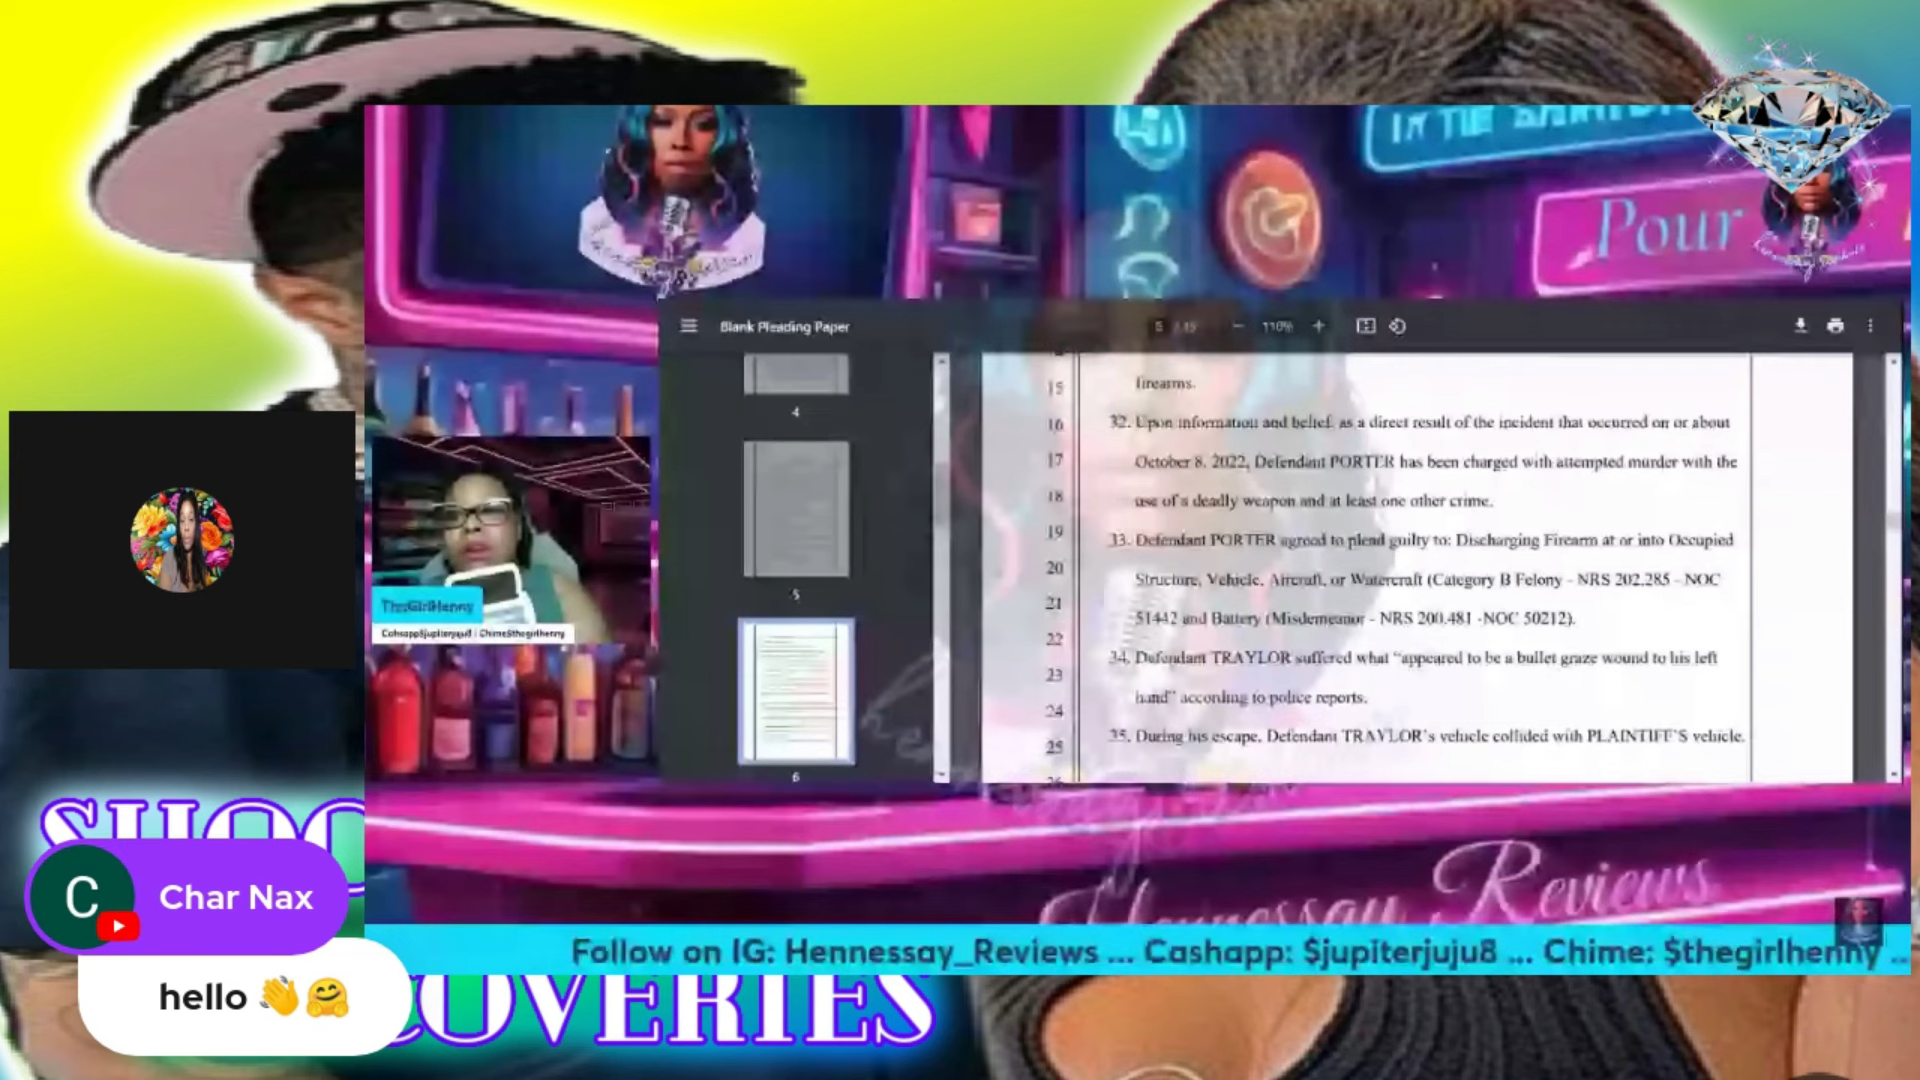 Pour
Blank Pleading Paper
110%
4
5
6
15
16
17
18
19
20
21
22
23
24
25
firearms.
32. Upon information and belief, as a direct result of the incident that occurred on or about
October 8, 2022, Defendant PORTER has been charged with attempted murder with the
use of a deadly weapon and at least one other crime.
33. Defendant PORTER agreed to plead guilty to: Discharging Firearm at or into Occupied
Structure, Vehicle, Aircraft, or Watercraft (Category B Felony - NRS 202.285 - NOC
51442 and Battery (Misdemeanor - NRS 200.481 -NOC 50212).
34. Defendant TRAYLOR suffered what “appeared to be a bullet graze wound to his left
hand” according to police reports.
35. During his escape, Defendant TRAYLOR’S vehicle collided with PLAINTIFF’S vehicle.
TheGirlHenny
Cashapp$jupiterjuju8 | Chime$thegirlhenny
Hennessay Reviews
C Char Nax
hello 👋🤗
Follow on IG: Hennessay_Reviews ... Cashapp: $jupiterjuju8 ... Chime: $thegirlhenny ..
COVERIES